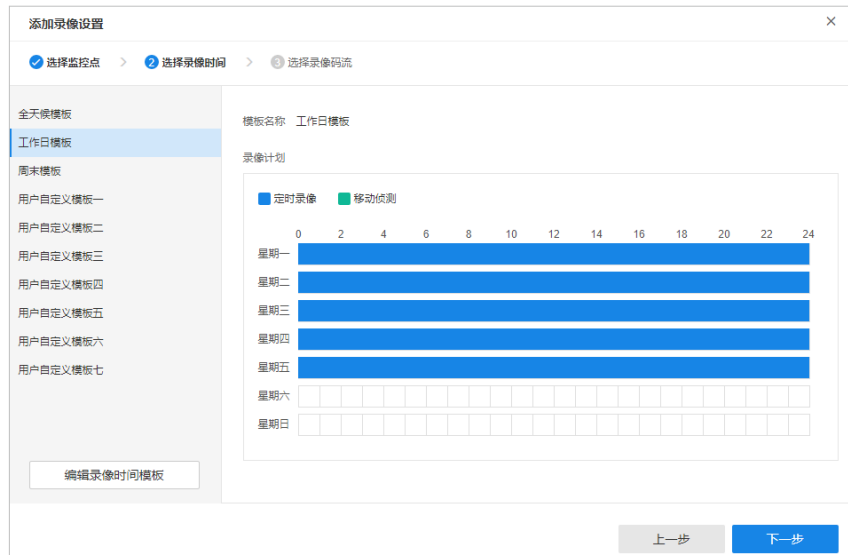 添加录像设置
选择监控点 > 2 选择录像时间 > 3 选择录像码流
全天候模板
工作日模板
周末模板
用户自定义模板一
用户自定义模板二
用户自定义模板三
用户自定义模板四
用户自定义模板五
用户自定义模板六
用户自定义模板七
编辑录像时间模板
模板名称 工作日模板
录像计划
定时录像 移动侦测
0 2 4 6 8 10 12 14 16 18 20 22 24
星期一
星期二
星期三
星期四
星期五
星期六
星期日
上一步 下一步